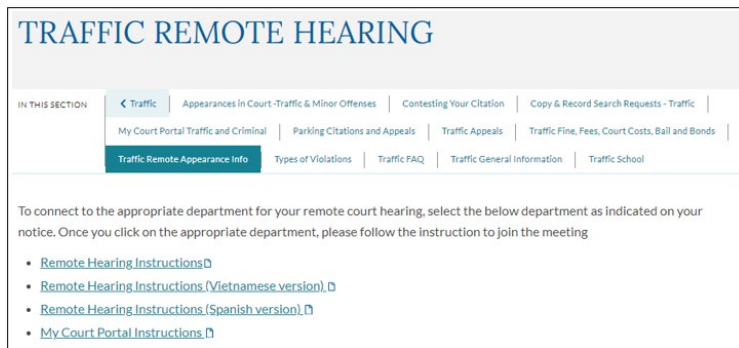 TRAFFIC REMOTE HEARING
IN THIS SECTION
Traffic
Appearances in Court -Traffic & Minor Offenses
Contesting Your Citation
Copy & Record Search Requests - Traffic
My Court Portal Traffic and Criminal
Parking Citations and Appeals
Traffic Appeals
Traffic Fine, Fees, Court Costs, Bail and Bonds
Traffic Remote Appearance Info
Types of Violations
Traffic FAQ
Traffic General Information
Traffic School
To connect to the appropriate department for your remote court hearing, select the below department as indicated on your
notice. Once you click on the appropriate department, please follow the instruction to join the meeting
• Remote Hearing Instructions
• Remote Hearing Instructions (Vietnamese version)
• Remote Hearing Instructions (Spanish version)
• My Court Portal Instructions